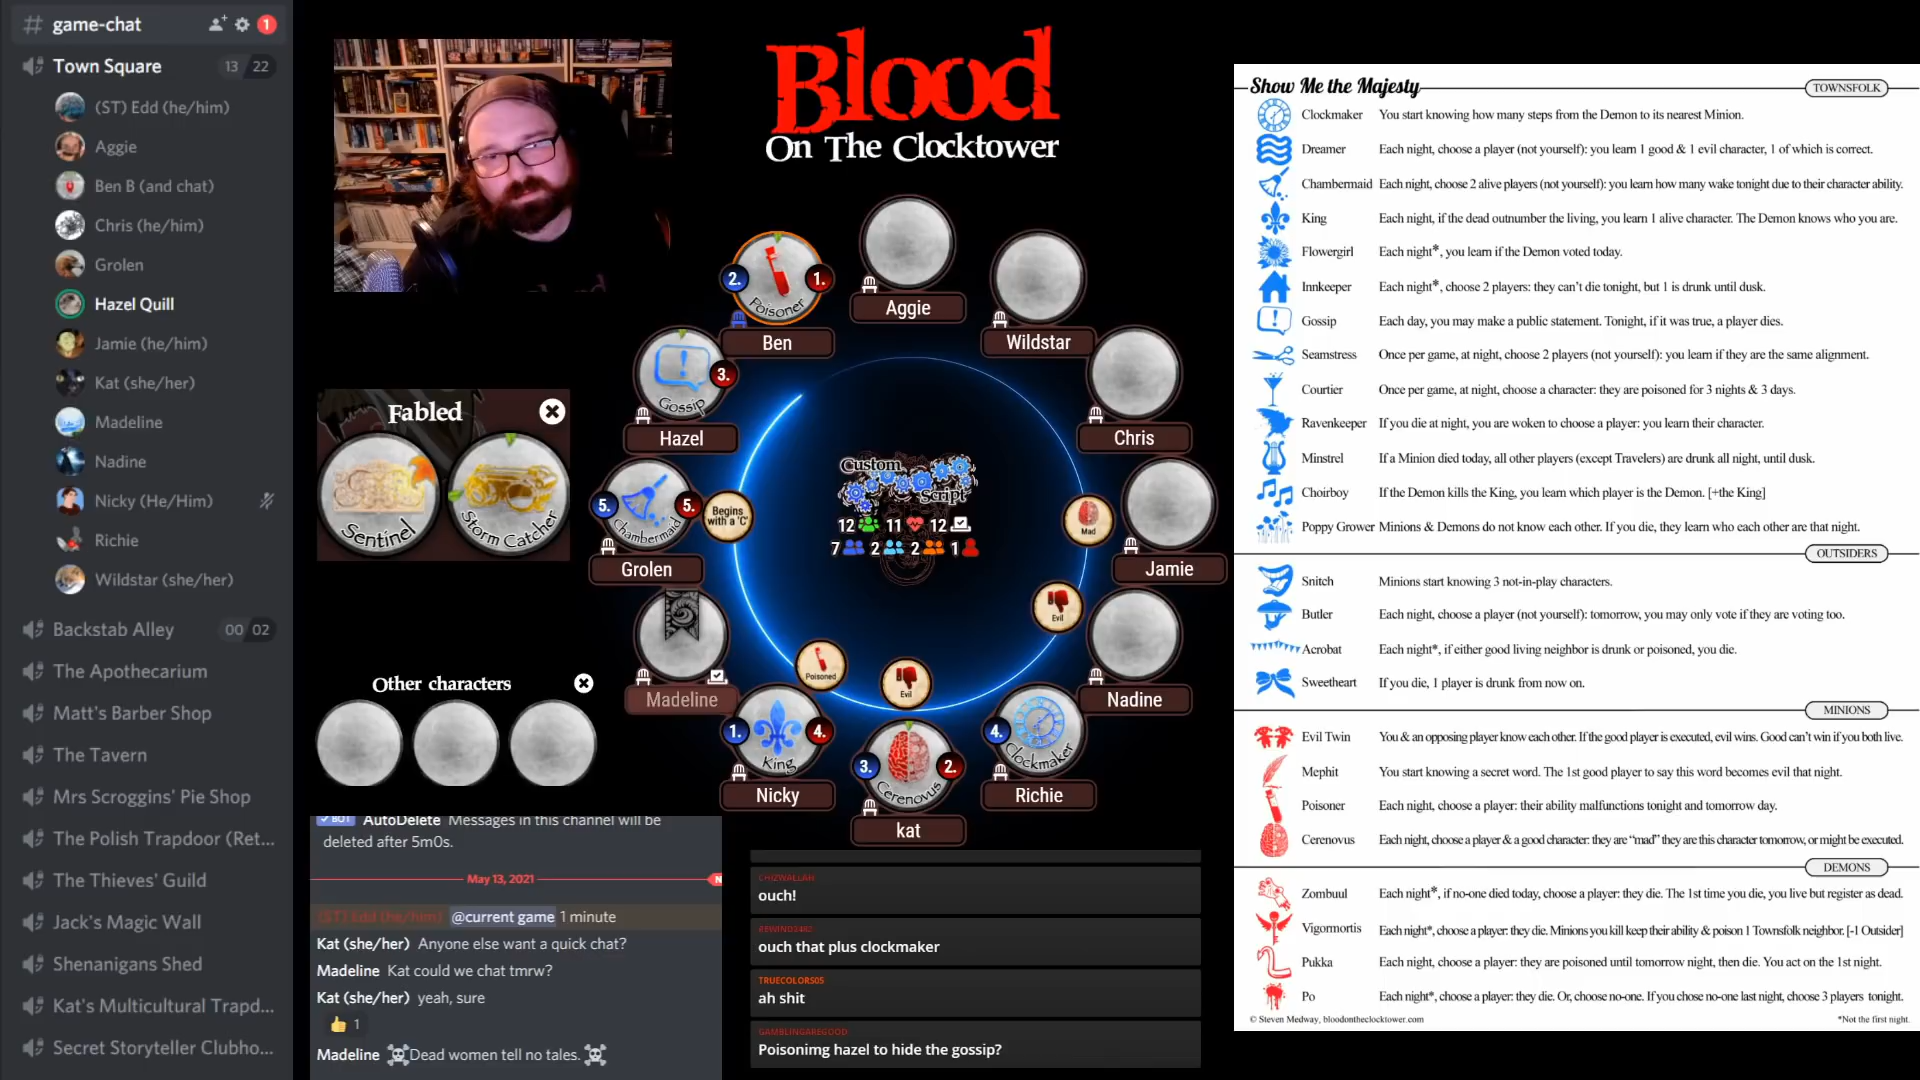 game-chat
1
Town Square 13 22
(ST) Edd (he/him)
Aggie
Ben B (and chat)
Chris (he/him)
Grolen
Hazel Quill
Jamie (he/him)
Kat (she/her)
Madeline
Nadine
Nicky (He/Him)
Richie
Wildstar (she/her)
Backstab Alley 00 02
The Apothecarium
Matt's Barber Shop
The Tavern
Mrs Scroggins' Pie Shop
The Polish Trapdoor (Ret...
The Thieves' Guild
Jack's Magic Wall
Shenanigans Shed
Kat's Multicultural Trapd...
Secret Storyteller Clubho...
Blood
On The Clocktower
Fabled
Sentinel
Storm Catcher
Other characters
2.
1.
Poisoner
Ben
Aggie
Wildstar
Chris
Jamie
Nadine
4.
Clockmaker
Richie
3.
2.
Cerenovus
kat
1.
4.
King
Nicky
Madeline
5.
5.
Chambermaid
Grolen
3.
Gossip
Hazel
Begins with a 'C'
Poisoned
Evil
Evil
Mad
Custom Script
12 11 12
7 2 2 1
BOT AutoDelete Messages in this channel will be
deleted after 5m0s.
May 13, 2021
(ST) Edd (he/him) @current game 1 minute
Kat (she/her) Anyone else want a quick chat?
Madeline Kat could we chat tmrw?
Kat (she/her) yeah, sure
1
Madeline Dead women tell no tales.
CHIZWALLAH
ouch!
ouch that plus clockmaker
TRUECOLORS05
ah shit
GAMBLINGAREGOOD
Poisonimg hazel to hide the gossip?
Show Me the Majesty
TOWNSFOLK
Clockmaker You start knowing how many steps from the Demon to its nearest Minion.
Dreamer Each night, choose a player (not yourself): you learn 1 good & 1 evil character, 1 of which is correct.
Chambermaid Each night, choose 2 alive players (not yourself): you learn how many wake tonight due to their character ability.
King Each night, if the dead outnumber the living, you learn 1 alive character. The Demon knows who you are.
Flowergirl Each night*, you learn if the Demon voted today.
Innkeeper Each night*, choose 2 players: they can't die tonight, but 1 is drunk until dusk.
Gossip Each day, you may make a public statement. Tonight, if it was true, a player dies.
Seamstress Once per game, at night, choose 2 players (not yourself): you learn if they are the same alignment.
Courtier Once per game, at night, choose a character: they are poisoned for 3 nights & 3 days.
Ravenkeeper If you die at night, you are woken to choose a player: you learn their character.
Minstrel If a Minion died today, all other players (except Travelers) are drunk all night, until dusk.
Choirboy If the Demon kills the King, you learn which player is the Demon. [+the King]
Poppy Grower Minions & Demons do not know each other. If you die, they learn who each other are that night.
OUTSIDERS
Snitch Minions start knowing 3 not-in-play characters.
Butler Each night, choose a player (not yourself): tomorrow, you may only vote if they are voting too.
Acrobat Each night*, if either good living neighbor is drunk or poisoned, you die.
Sweetheart If you die, 1 player is drunk from now on.
MINIONS
Evil Twin You & an opposing player know each other. If the good player is executed, evil wins. Good can't win if you both live.
Mephit You start knowing a secret word. The 1st good player to say this word becomes evil that night.
Poisoner Each night, choose a player: their ability malfunctions tonight and tomorrow day.
Cerenovus Each night, choose a player & a good character: they are “mad” they are this character tomorrow, or might be executed.
DEMONS
Zombuul Each night*, if no-one died today, choose a player: they die. The 1st time you die, you live but register as dead.
Vigormortis Each night*, choose a player: they die. Minions you kill keep their ability & poison 1 Townsfolk neighbor. [-1 Outsider]
Pukka Each night, choose a player: they are poisoned until tomorrow night, then die. You act on the 1st night.
Po Each night*, choose a player: they die. Or, choose no-one. If you chose no-one last night, choose 3 players tonight.
© Steven Medway, bloodontheclocktower.com
*Not the first night.